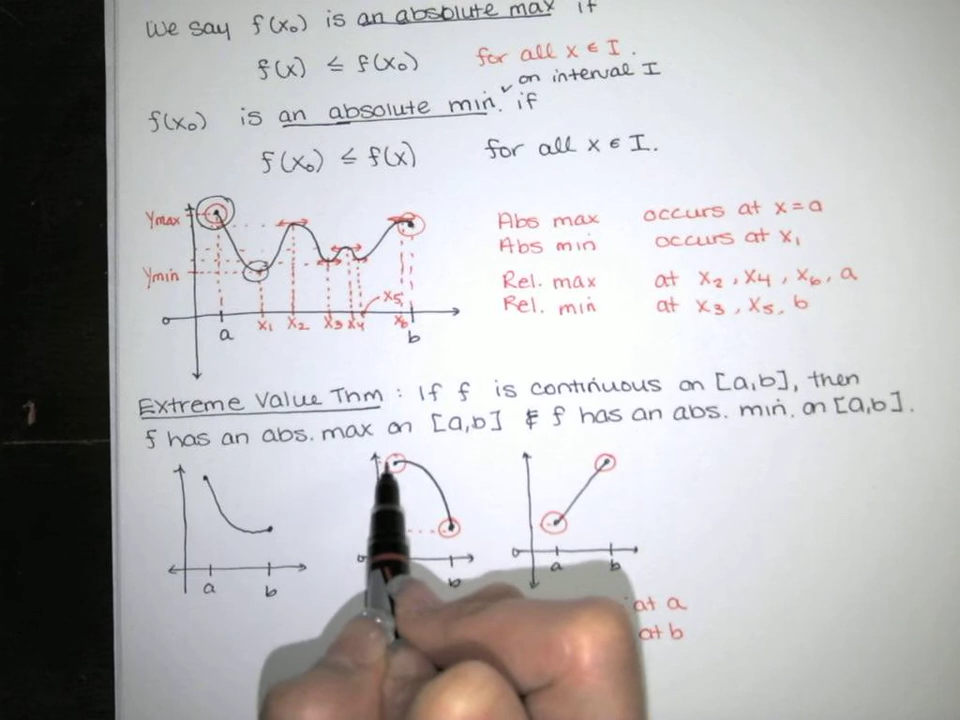 We say f(x₀) is an absolute max if
f(x) ≤ f(x₀) for all x ∈ I.
on interval I
f(x₀) is an absolute min. if
f(x₀) ≤ f(x) for all x ∈ I.
Ymax
Ymin
a x₁ x₂ x₃ x₄ x₅ x₆ b
Abs max occurs at x=a
Abs min occurs at x₁
Rel. max at x₂, x₄, x₆, a
Rel. min at x₃, x₅, b
Extreme Value Thm : If f is continuous on [a,b], then
f has an abs. max on [a,b] & f has an abs. min. on [a,b].
a b
b
a b
at a
at b